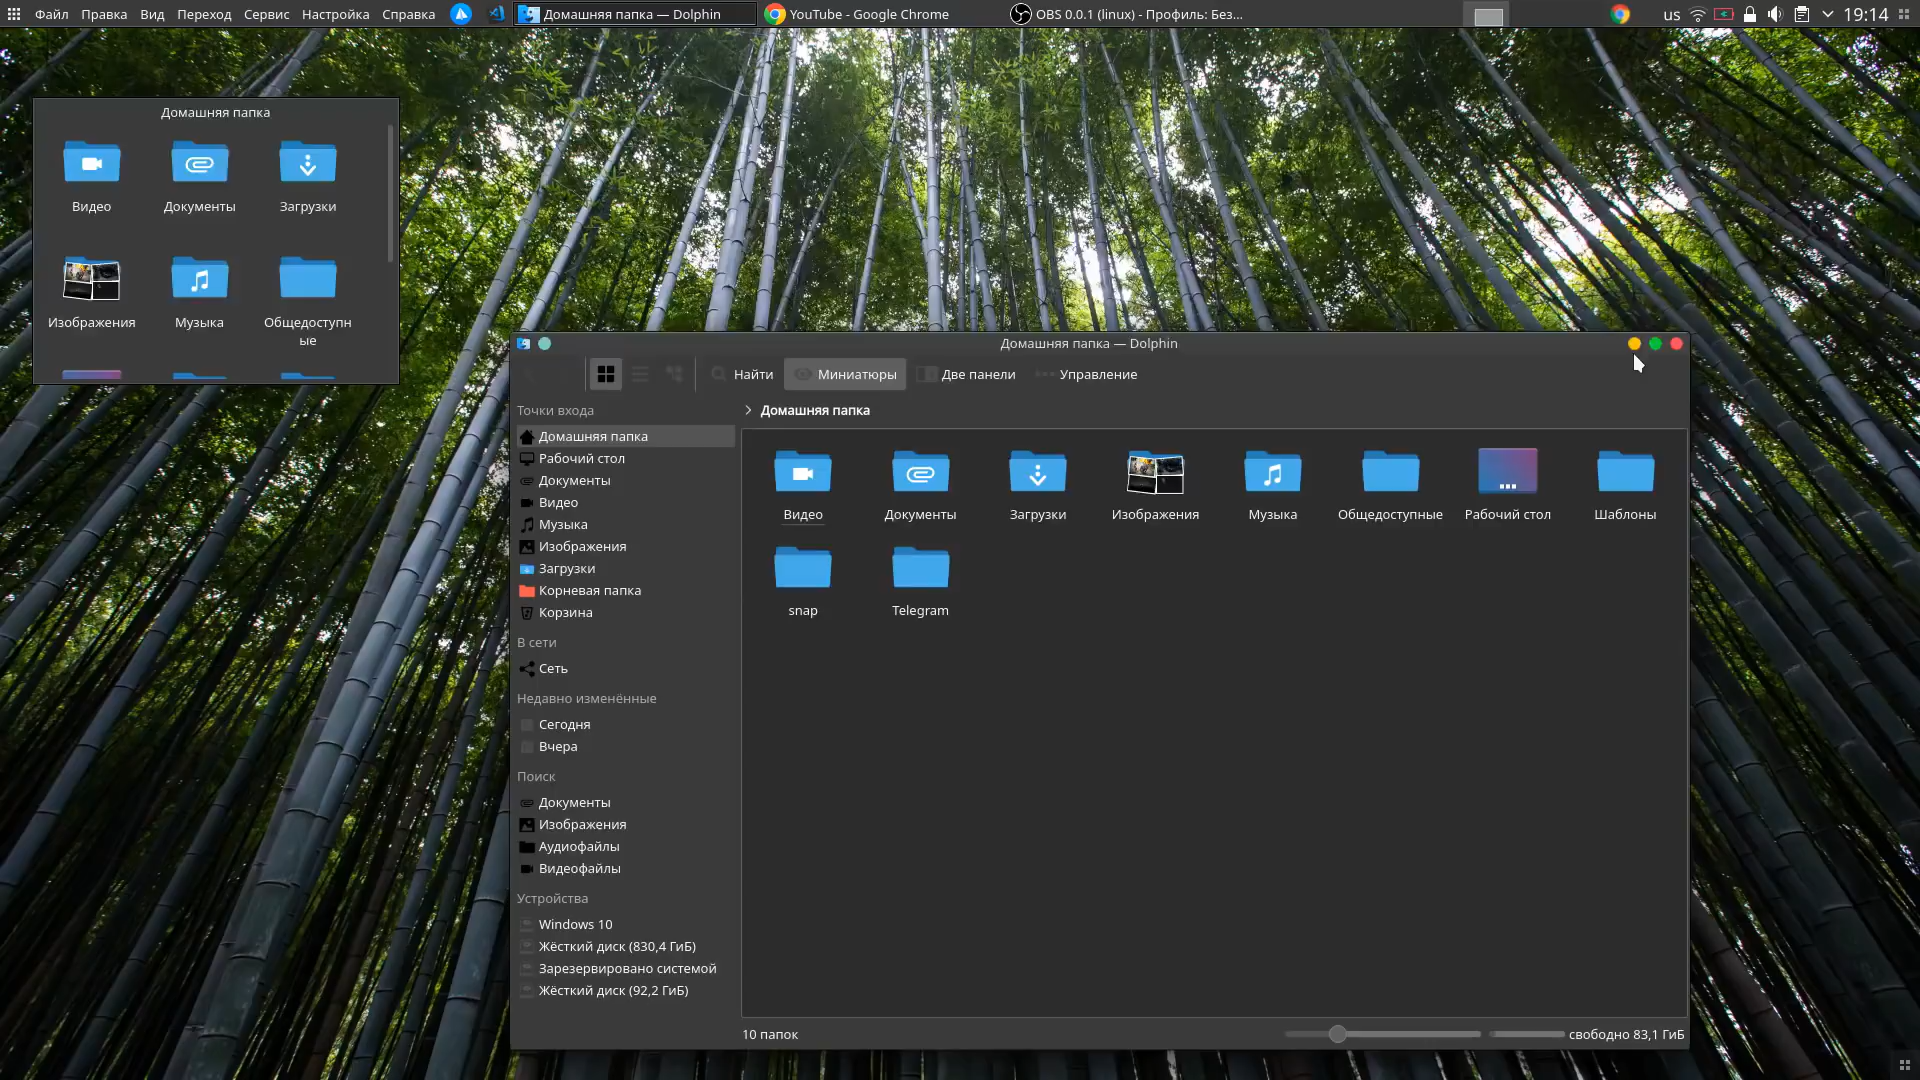 Файл Правка Вид Переход Сервис Настройка Справка Домашняя папка — Dolphin YouTube - Google Chrome OBS 0.0.1 (linux) - Профиль: Без... us 19:14
Домашняя папка
Видео Документы Загрузки
Изображения Музыка Общедоступн
ые
Домашняя папка — Dolphin
Найти Миниатюры Две панели Управление
Точки входа
Домашняя папка
Рабочий стол
Документы
Видео
Музыка
Изображения
Загрузки
Корневая папка
Корзина
В сети
Сеть
Недавно изменённые
Сегодня
Вчера
Поиск
Документы
Изображения
Аудиофайлы
Видеофайлы
Устройства
Windows 10
Жёсткий диск (830,4 ГиБ)
Зарезервировано системой
Жёсткий диск (92,2 ГиБ)
Домашняя папка
Видео Документы Загрузки Изображения Музыка Общедоступные Рабочий стол Шаблоны
snap Telegram
10 папок свободно 83,1 ГиБ